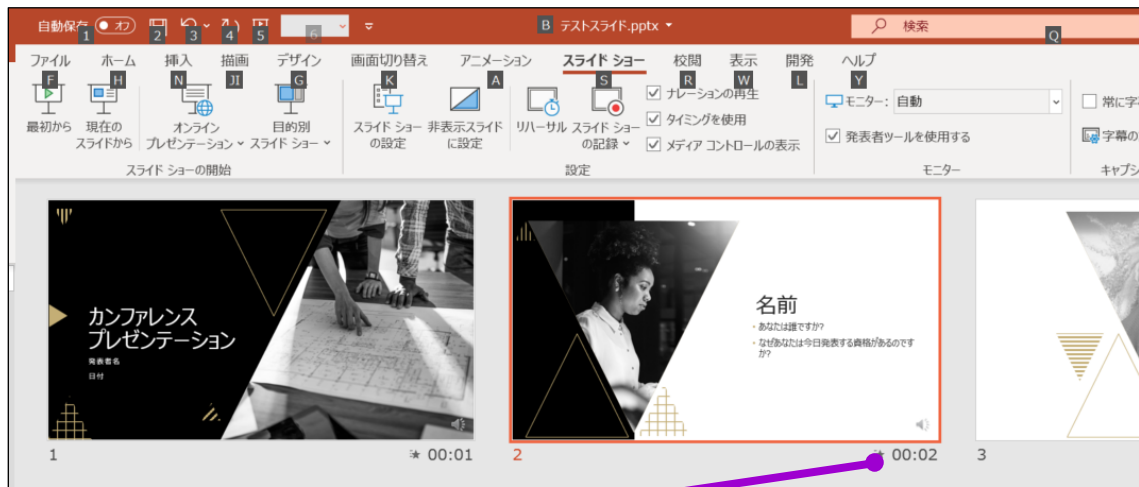 自動保存 オフ テストスライド.pptx 検索
1 2 3 4 5 6 B Q
ファイル ホーム 挿入 描画 デザイン 画面切り替え アニメーション スライド ショー 校閲 表示 開発 ヘルプ
F H N JI G K A S R W L Y
最初から 現在の
スライドから オンライン
プレゼンテーション 目的別
スライド ショー
スライド ショーの開始
スライド ショー
の設定 非表示スライド
に設定 リハーサル スライド ショー
の記録
ナレーションの再生
タイミングを使用
メディア コントロールの表示
設定
モニター: 自動
発表者ツールを使用する
モニター
常に字
字幕の
キャプシ
カンファレンス
プレゼンテーション
発表者名
日付
1 00:01
名前
・あなたは誰ですか?
・なぜあなたは今日発表する資格があるのです
か?
2 00:02
3